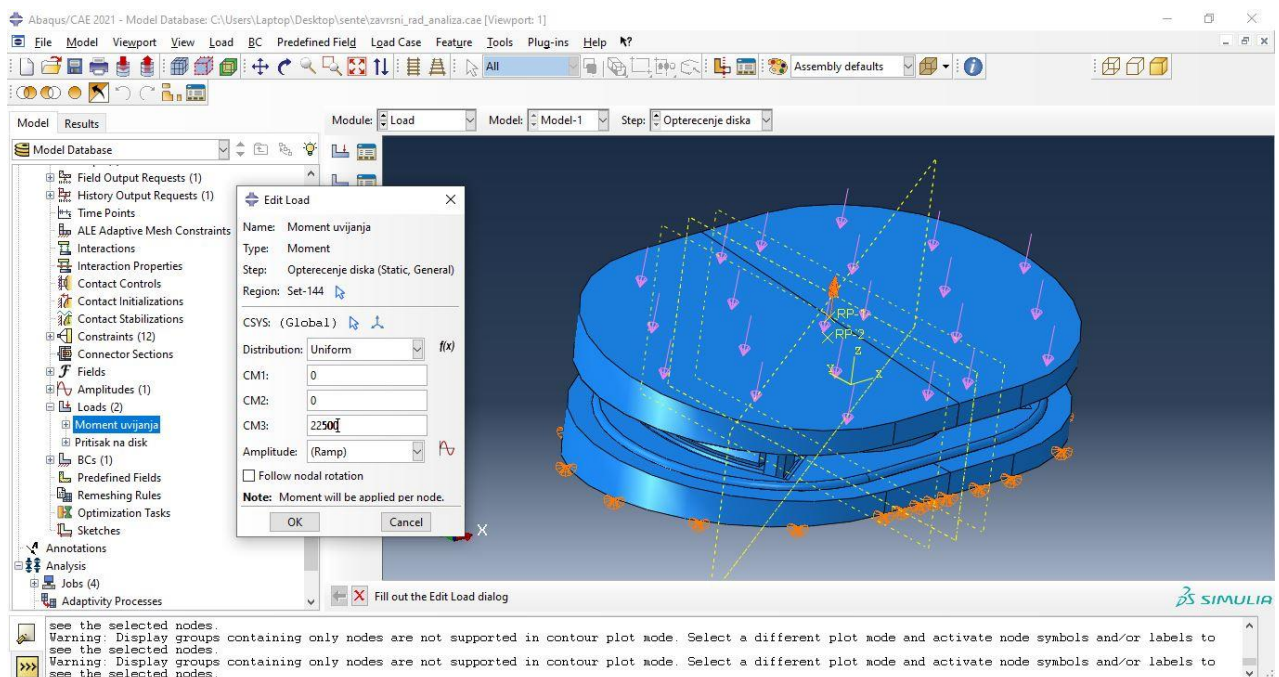 Abaqus/CAE 2021 - Model Database: C:\Users\Laptop\Desktop\sente\zavrsni_rad_analiza.cae [Viewport: 1]
File Model Viewport View Load BC Predefined Field Load Case Feature Tools Plug-ins Help
All
Assembly defaults
Model Results
Module: Load Model: Model-1 Step: Opterecenje diska
Model Database
Field Output Requests (1)
History Output Requests (1)
Time Points
ALE Adaptive Mesh Constraints
Interactions
Interaction Properties
Contact Controls
Contact Initializations
Contact Stabilizations
Constraints (12)
Connector Sections
Fields
Amplitudes (1)
Loads (2)
Moment uvijanja
Pritisak na disk
BCs (1)
Predefined Fields
Remeshing Rules
Optimization Tasks
Sketches
Annotations
Analysis
Jobs (4)
Adaptivity Processes
Edit Load
Name: Moment uvijanja
Type: Moment
Step: Opterecenje diska (Static, General)
Region: Set-144
CSYS: (Global)
Distribution: Uniform f(x)
CM1: 0
CM2: 0
CM3: 22500
Amplitude: (Ramp)
Follow nodal rotation
Note: Moment will be applied per node.
OK Cancel
RP-2
Z
X
X
Fill out the Edit Load dialog
SIMULIA
see the selected nodes.
Warning: Display groups containing only nodes are not supported in contour plot mode. Select a different plot mode and activate node symbols and/or labels to
see the selected nodes.
Warning: Display groups containing only nodes are not supported in contour plot mode. Select a different plot mode and activate node symbols and/or labels to
see the selected nodes.